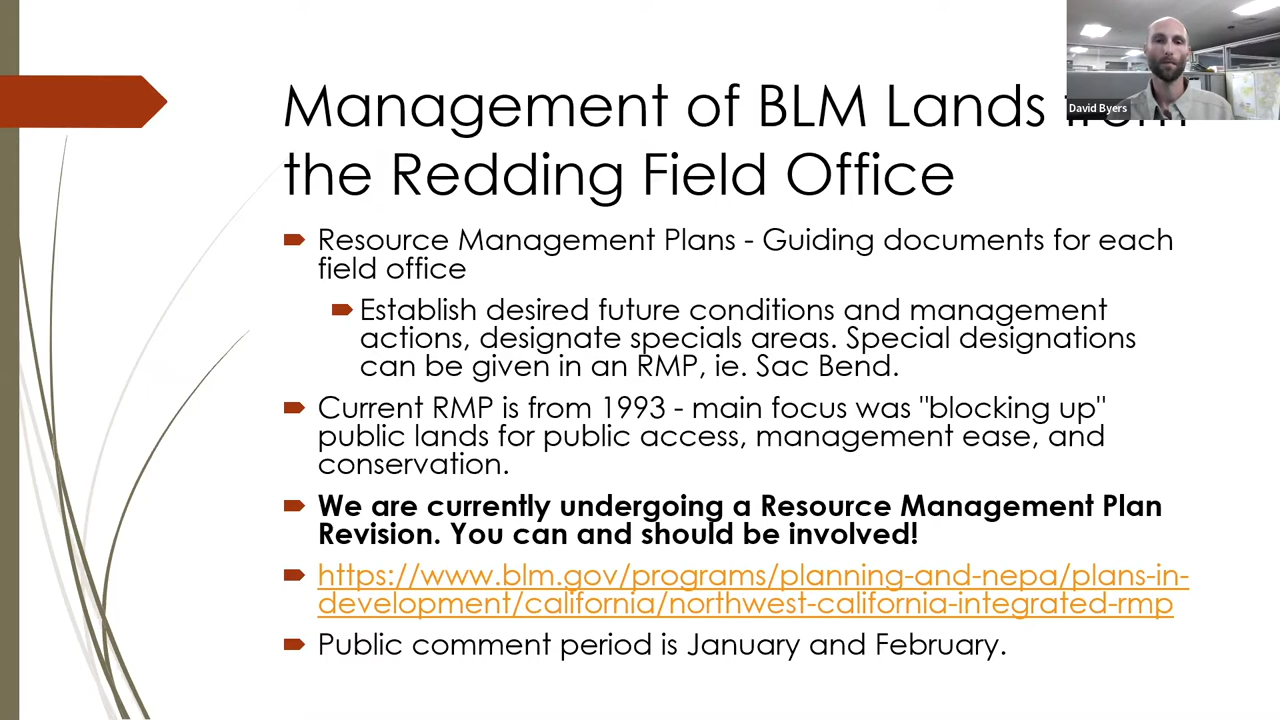 Management of BLM Lands from
the Redding Field Office
David Byers
Resource Management Plans - Guiding documents for each
field office
Establish desired future conditions and management
actions, designate specials areas. Special designations
can be given in an RMP, ie. Sac Bend.
Current RMP is from 1993 - main focus was "blocking up"
public lands for public access, management ease, and
conservation.
We are currently undergoing a Resource Management Plan
Revision. You can and should be involved!
https://www.blm.gov/programs/planning-and-nepa/plans-in-
development/california/northwest-california-integrated-rmp
Public comment period is January and February.